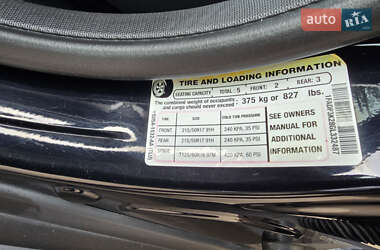 auto RIA
TIRE AND LOADING INFORMATION
SEATING CAPACITY TOTAL: 5 FRONT: 2 REAR: 3
The combined weight of occupants and cargo should never exceed 375 kg or 827 lbs.
TIRE SIZE COLD TIRE PRESSURE
FRONT 215/50R17 91H 240 KPA, 35 PSI
REAR 215/50R17 91H 240 KPA, 35 PSI
SPARE 420 KPA, 60 PSI
SEE OWNERS
MANUAL FOR
ADDITIONAL
INFORMATION